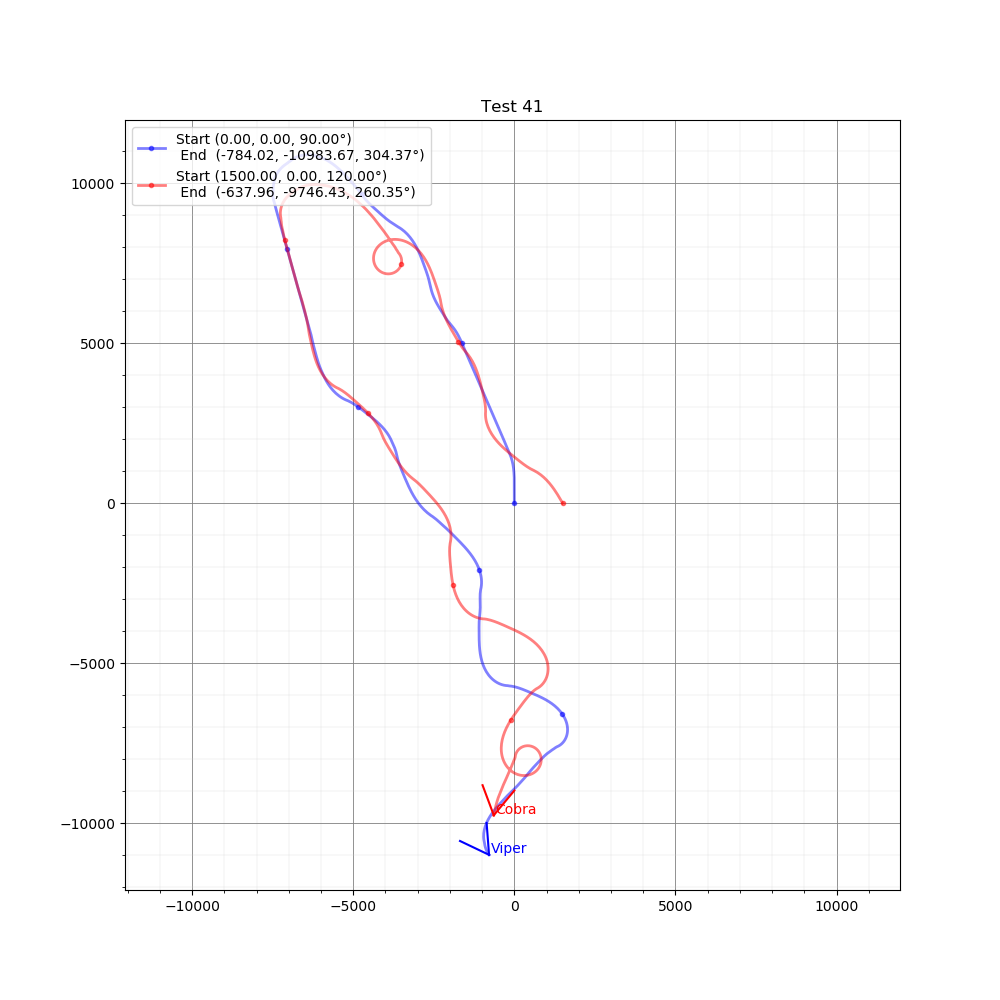 Test 41
Start (0.00, 0.00, 90.00°)
End (-784.02, -10983.67, 304.37°)
Start (1500.00, 0.00, 120.00°)
End (-637.96, -9746.43, 260.35°)
10000
5000
0
−5000
−10000
Cobra
Viper
−10000 −5000 0 5000 10000